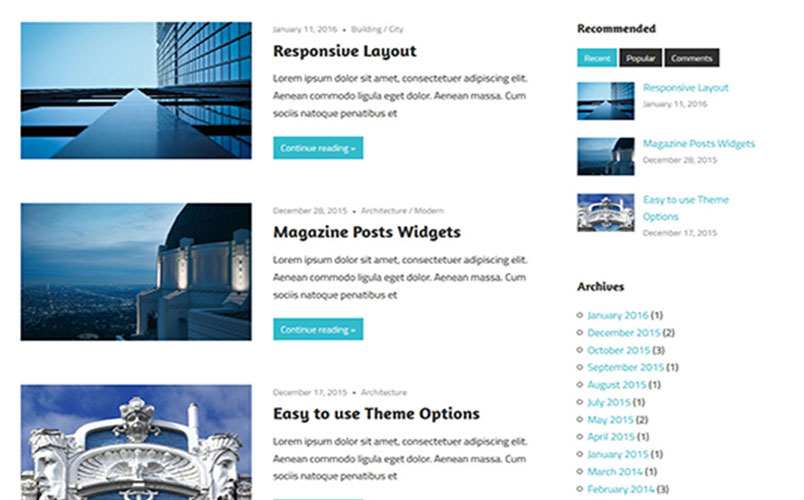 January 11, 2016 • Building / City
Responsive Layout
Lorem ipsum dolor sit amet, consectetuer adipiscing elit.
Aenean commodo ligula eget dolor. Aenean massa. Cum
sociis natoque penatibus et
Continue reading »
December 28, 2015 • Architecture / Modern
Magazine Posts Widgets
Lorem ipsum dolor sit amet, consectetuer adipiscing elit.
Aenean commodo ligula eget dolor. Aenean massa. Cum
sociis natoque penatibus et
Continue reading »
December 17, 2015 • Architecture
Easy to use Theme Options
Lorem ipsum dolor sit amet, consectetuer adipiscing elit.
Aenean commodo ligula eget dolor. Aenean massa. Cum
sociis natoque penatibus et
Recommended
Recent Popular Comments
Responsive Layout
January 11, 2016
Magazine Posts Widgets
December 28, 2015
Easy to use Theme
Options
December 17, 2015
Archives
January 2016 (1)
December 2015 (2)
October 2015 (3)
September 2015 (1)
August 2015 (1)
July 2015 (1)
May 2015 (2)
April 2015 (1)
January 2015 (1)
March 2014 (1)
February 2014 (3)